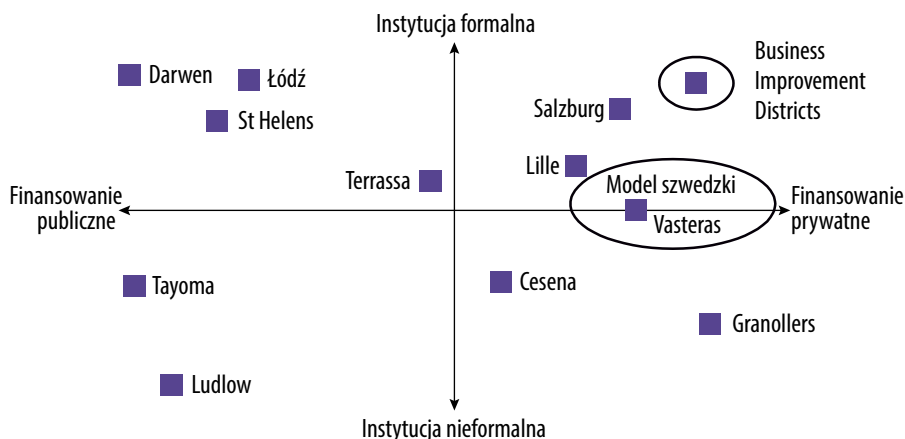 Instytucja formalna
Darwen
Łódź
St Helens
Business
Improvement
Districts
Salzburg
Terrassa
Lille
Model szwedzki
Vasteras
Finansowanie
publiczne
Finansowanie
prywatne
Tayoma
Cesena
Granollers
Ludlow
Instytucja nieformalna